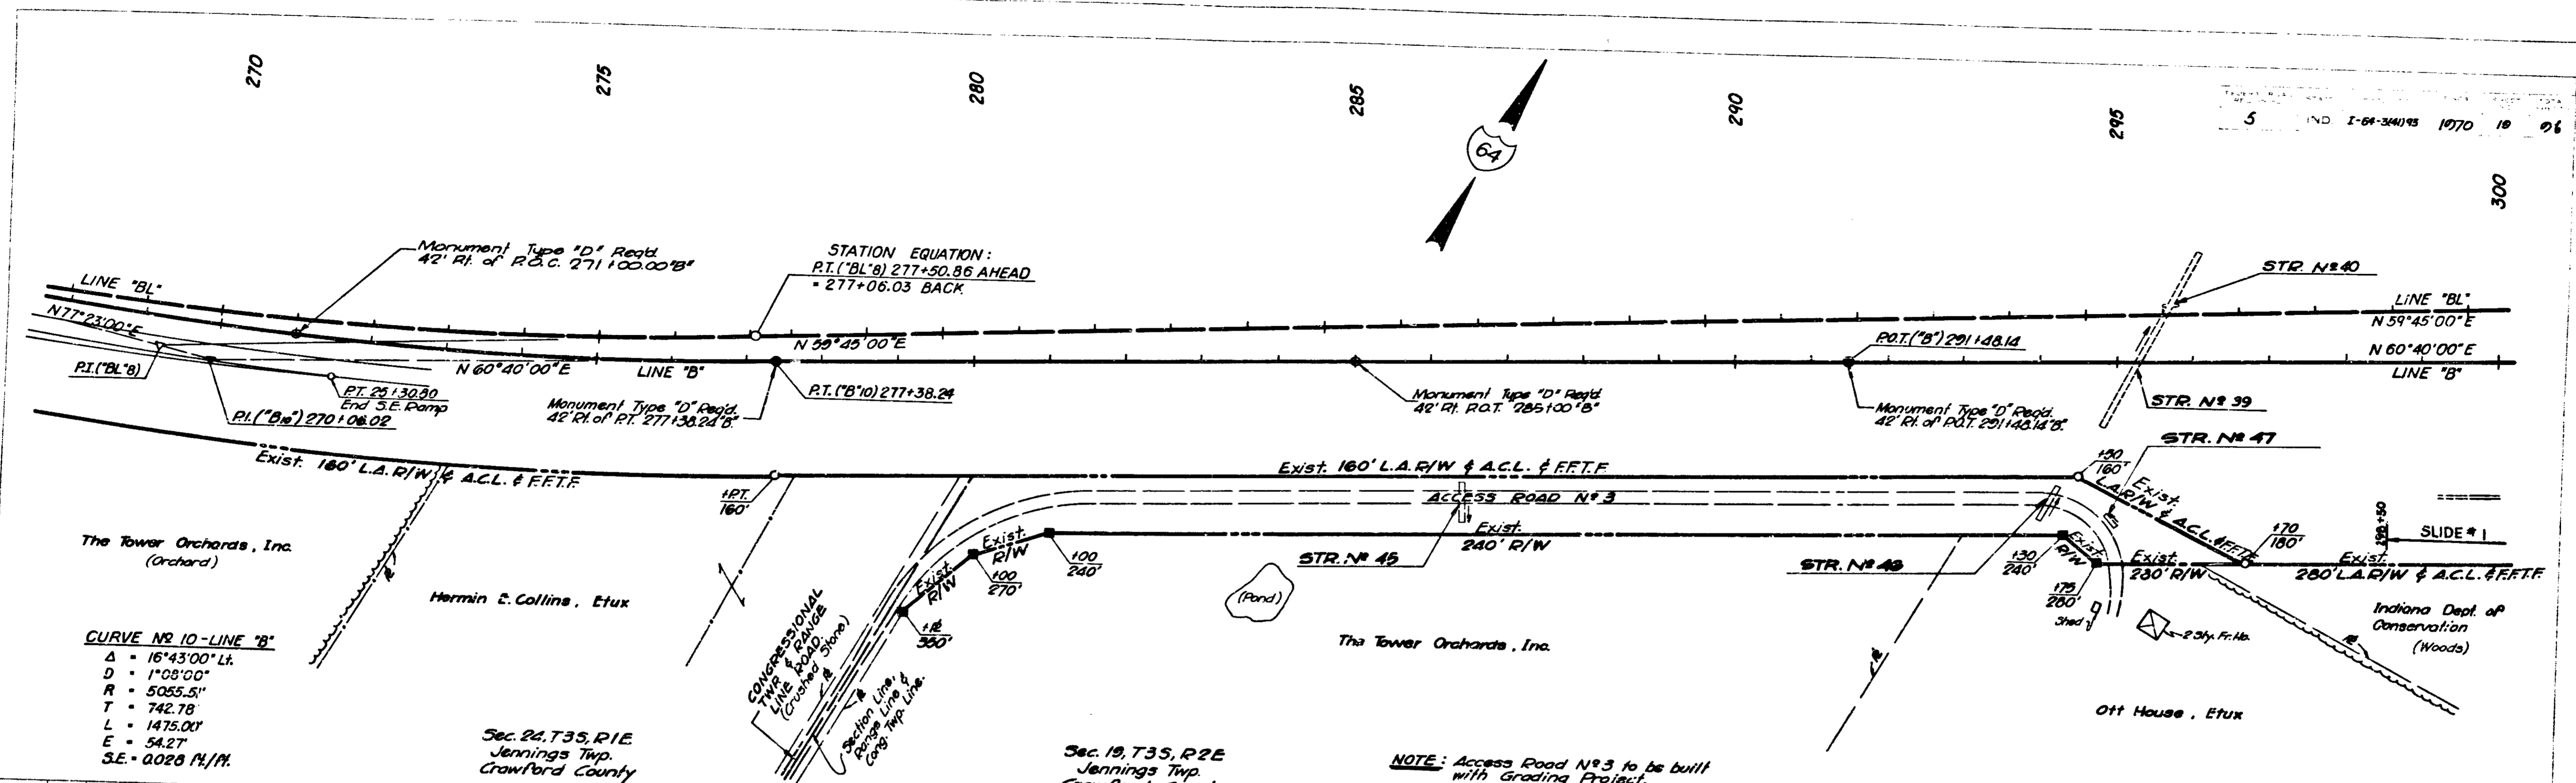 270
275
280
285
290
295
300
64
5 IND. I-64-3(41)95 1970 10 96
Monument Type "D" Req'd.
42' Rt. of P.O.C. 271+00.00 "B"
STATION EQUATION:
P.T. ("BL"8) 277+50.86 AHEAD
= 277+06.03 BACK
STR. Nº 40
LINE "BL"
LINE "BL"
N 77°23'00" E
N 59°45'00" E
N 59°45'00" E
P.O.T. ("B") 291+48.14
N 60°40'00" E
P.I. ("BL"8)
N 60°40'00" E
LINE "B"
LINE "B"
P.T. 25+30.80
End S.E. Ramp
P.T. ("B"10) 277+38.24
P.I. ("B10") 270+06.02
Monument Type "D" Req'd.
42' Rt. of P.T. 277+38.24 "B".
Monument Type "D" Req'd.
42' Rt. P.O.T. 285+00 "B"
Monument Type "D" Req'd.
42' Rt. of P.O.T. 291+48.14 "B".
STR. Nº 39
STR. Nº 47
Exist. 160' L.A. R/W & A.C.L. & F.F.T.F.
Exist. 160' L.A. R/W & A.C.L. & F.F.T.F.
+50
160'
+P.T.
160'
ACCESS ROAD Nº 3
Exist.
L.A. R/W & A.C.L. & F.F.T.F.
298+50
SLIDE #1
The Tower Orchards, Inc.
(Orchard)
Exist.
R/W
Exist.
R/W
+00
270'
+00
240'
STR. Nº 45
Exist.
240' R/W
STR. Nº
+30
240'
Exist.
R/W
+75
280'
Exist.
230' R/W
+70
180'
Exist.
280' L.A. R/W & A.C.L. & F.F.T.F.
Hermin E. Collins, Etux
350'
(Pond)
The Tower Orchards, Inc.
Shed
2 Sty. Fr. Ho.
Indiana Dept. of
Conservation
(Woods)
CURVE Nº 10 - LINE "B"
Δ = 16°43'00" Lt.
D = 1°08'00"
R = 5055.51'
T = 742.78'
L = 1475.00'
E = 54.27'
S.E. = 0.028 Ft./Ft.
CONGRESSIONAL
TWP. & RANGE
LINE ROAD.
(Crushed Stone)
Section Line,
Range Line &
Cong. Twp. Line.
Ott House, Etux
Sec. 24, T3S, R1E
Jennings Twp.
Crawford County
Sec. 19, T3S, R2E
Jennings Twp.
NOTE: Access Road Nº 3 to be built
with Grading Project.